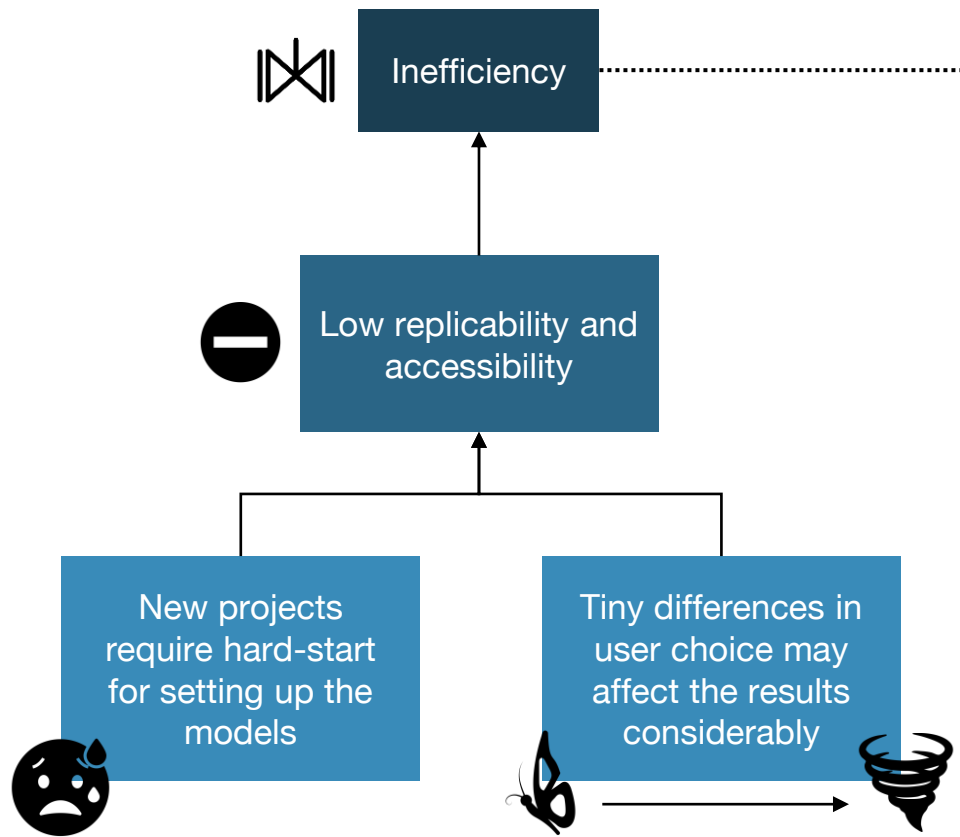 Inefficiency
Low replicability and
accessibility
New projects
require hard-start
for setting up the
models
Tiny differences in
user choice may
affect the results
considerably